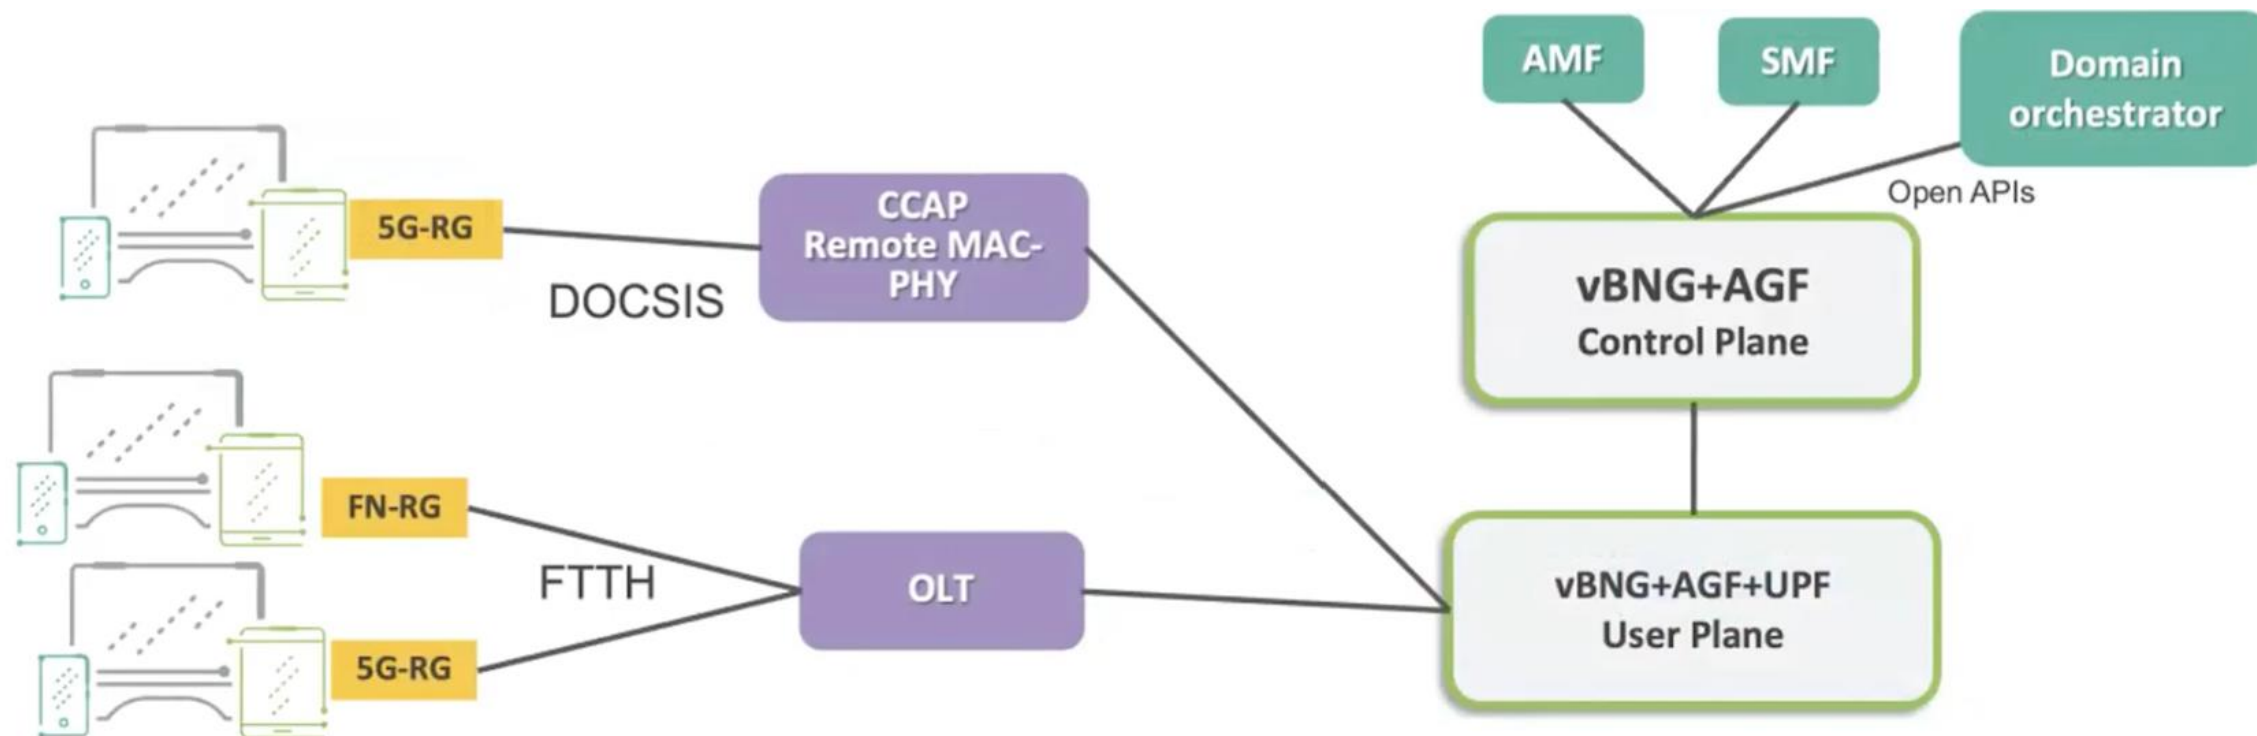 AMF
SMF
Domain
orchestrator
Open APIs
5G-RG
DOCSIS
CCAP
Remote MAC-
PHY
vBNG+AGF
Control Plane
FN-RG
FTTH
5G-RG
OLT
vBNG+AGF+UPF
User Plane